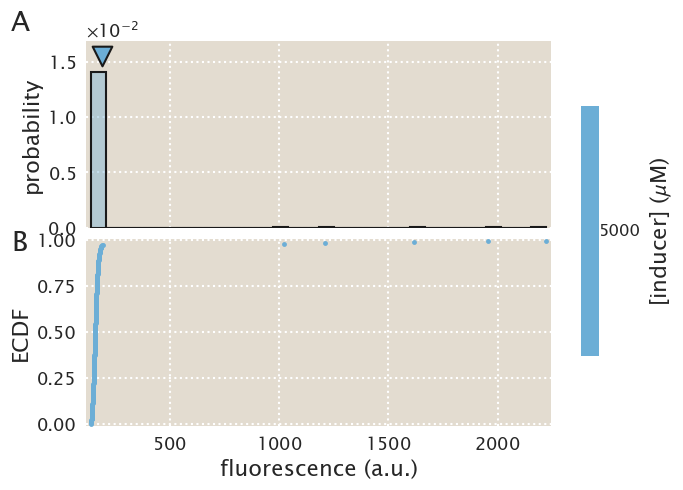 A
×10⁻²
1.5
1.0
0.5
0.0
probability
B
1.00
0.75
0.50
0.25
0.00
ECDF
500 1000 1500 2000
fluorescence (a.u.)
5000
[inducer] (μM)